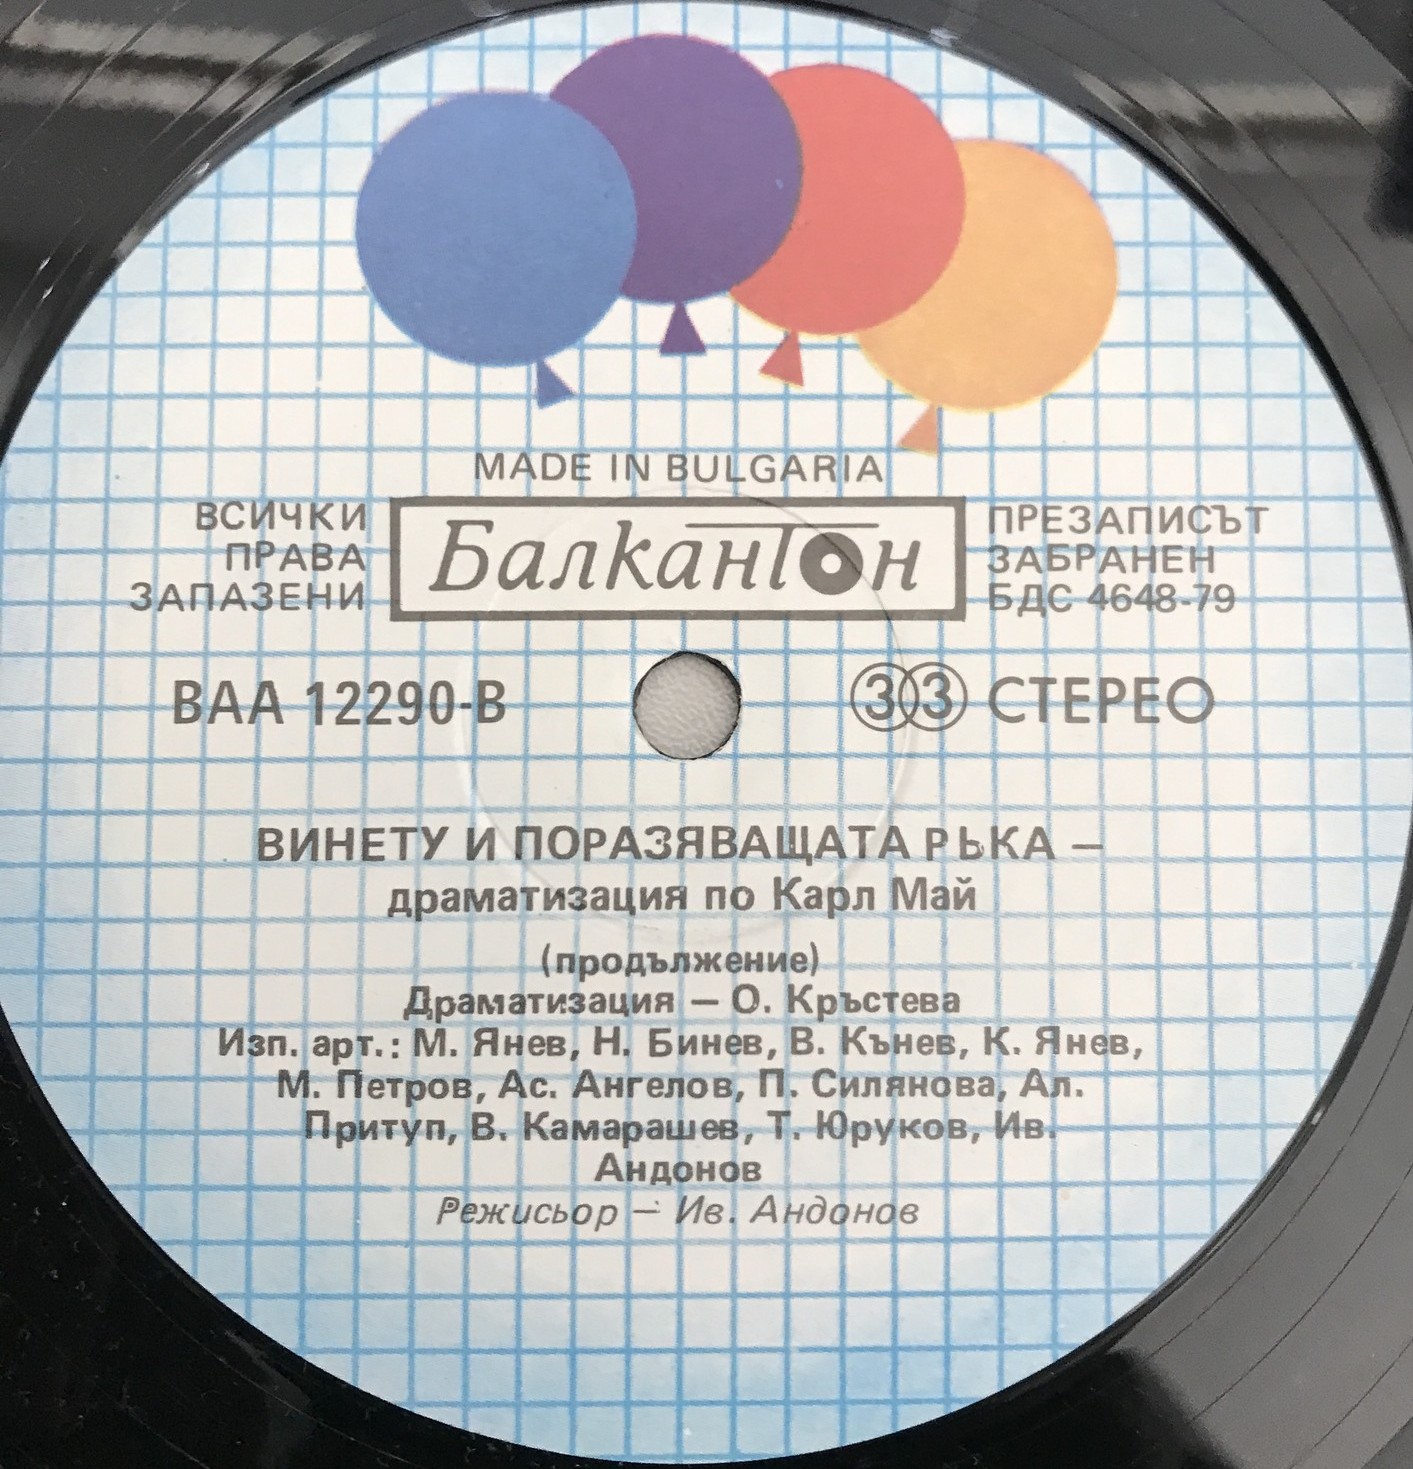 MADE IN BULGARIA
ВСИЧКИ
ПРАВА
ЗАПАЗЕНИ
Балкантон
ПРЕЗАПИСЪТ
ЗАБРАНЕН
БДС 4648-79
ВАА 12290-В
33 СТЕРЕО
ВИНЕТУ И ПОРАЗЯВАЩАТА РЬКА –
драматизация по Карл Май
(продължение)
Драматизация – О. Кръстева
Изп. арт.: М. Янев, Н. Бинев, В. Кънев, К. Янев,
М. Петров, Ас. Ангелов, П. Силянова, Ал.
Притуп, В. Камарашев, Т. Юруков, Ив.
Андонов
Режисьор – Ив. Андонов